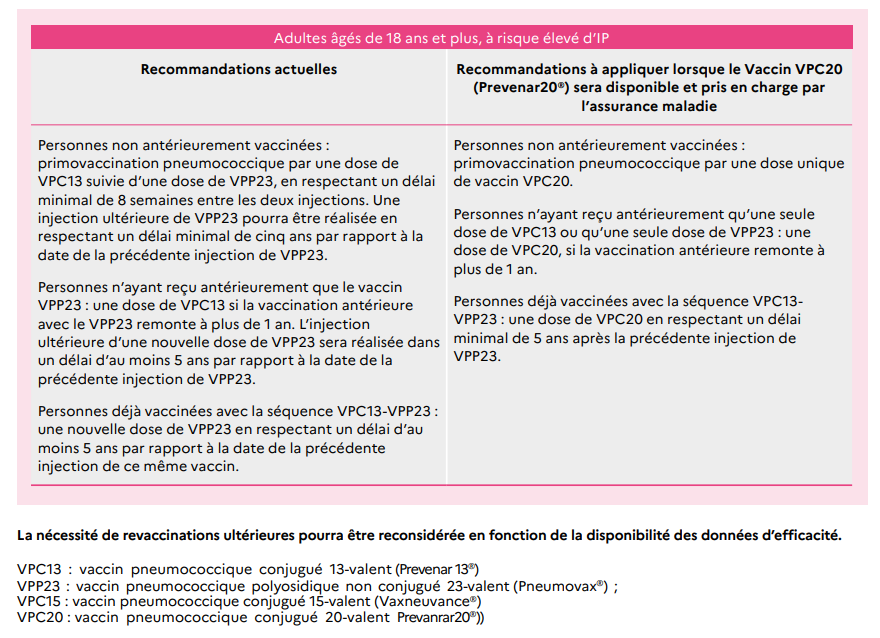 Adultes âgés de 18 ans et plus, à risque élevé d'IP
Recommandations actuelles
Recommandations à appliquer lorsque le Vaccin VPC20
(Prevenar20®) sera disponible et pris en charge par
l'assurance maladie
Personnes non antérieurement vaccinées :
primovaccination pneumococcique par une dose de
VPC13 suivie d'une dose de VPP23, en respectant un délai
minimal de 8 semaines entre les deux injections. Une
injection ultérieure de VPP23 pourra être réalisée en
respectant un délai minimal de cinq ans par rapport à la
date de la précédente injection de VPP23.
Personnes n'ayant reçu antérieurement que le vaccin
VPP23 : une dose de VPC13 si la vaccination antérieure
avec le VPP23 remonte à plus de 1 an. L'injection
ultérieure d'une nouvelle dose de VPP23 sera réalisée dans
un délai d'au moins 5 ans par rapport à la date de la
précédente injection de VPP23.
Personnes déjà vaccinées avec la séquence VPC13-VPP23 :
une nouvelle dose de VPP23 en respectant un délai d'au
moins 5 ans par rapport à la date de la précédente
injection de ce même vaccin.
Personnes non antérieurement vaccinées :
primovaccination pneumococcique par une dose unique
de vaccin VPC20.
Personnes n'ayant reçu antérieurement qu'une seule
dose de VPC13 ou qu'une seule dose de VPP23 : une
dose de VPC20, si la vaccination antérieure remonte à
plus de 1 an.
Personnes déjà vaccinées avec la séquence VPC13-
VPP23 : une dose de VPC20 en respectant un délai
minimal de 5 ans après la précédente injection de
VPP23.
La nécessité de revaccinations ultérieures pourra être reconsidérée en fonction de la disponibilité des données d'efficacité.
VPC13 : vaccin pneumococcique conjugué 13-valent (Prevenar 13®)
VPP23 : vaccin pneumococcique polyosidique non conjugué 23-valent (Pneumovax®) ;
VPC15 : vaccin pneumococcique conjugué 15-valent (Vaxneuvance®)
VPC20 : vaccin pneumococcique conjugué 20-valent Prevanrar20®))